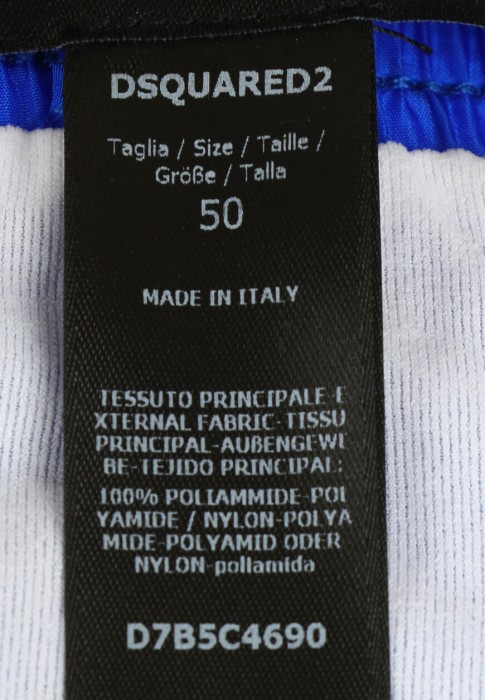 DSQUARED2
Taglia / Size / Taille /
Größe / Talla
50
MADE IN ITALY
TESSUTO PRINCIPALE-E
XTERNAL FABRIC-TISSU
PRINCIPAL-AUßENGEWE
BE-TEJIDO PRINCIPAL:
100% POLIAMMIDE-POL
YAMIDE / NYLON-POLYA
MIDE-POLYAMID ODER
NYLON-poliamida
D7B5C4690